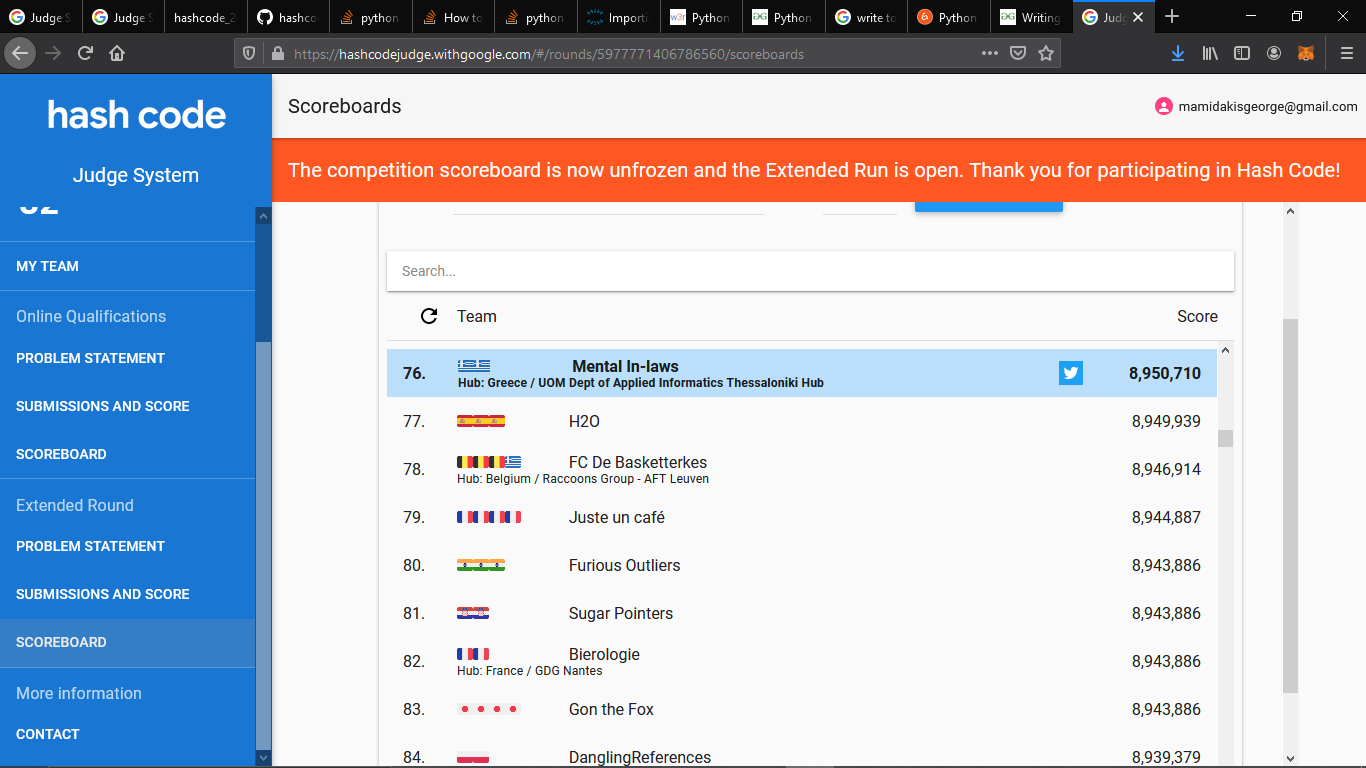 Judge S
Judge S
hashcode_2
hashco
python
How to
python
Importi
Python
Python
write to
Python
Writing
Judg
https://hashcodejudge.withgoogle.com/#/rounds/5977771406786560/scoreboards
hash code
Judge System
MY TEAM
Online Qualifications
PROBLEM STATEMENT
SUBMISSIONS AND SCORE
SCOREBOARD
Extended Round
PROBLEM STATEMENT
SUBMISSIONS AND SCORE
SCOREBOARD
More information
CONTACT
Scoreboards
mamidakisgeorge@gmail.com
The competition scoreboard is now unfrozen and the Extended Run is open. Thank you for participating in Hash Code!
Search...
Team Score
76. Mental In-laws 8,950,710
Hub: Greece / UOM Dept of Applied Informatics Thessaloniki Hub
77. H2O 8,949,939
78. FC De Basketterkes 8,946,914
Hub: Belgium / Raccoons Group - AFT Leuven
79. Juste un café 8,944,887
80. Furious Outliers 8,943,886
81. Sugar Pointers 8,943,886
82. Bierologie 8,943,886
Hub: France / GDG Nantes
83. Gon the Fox 8,943,886
84. DanglingReferences 8,939,379